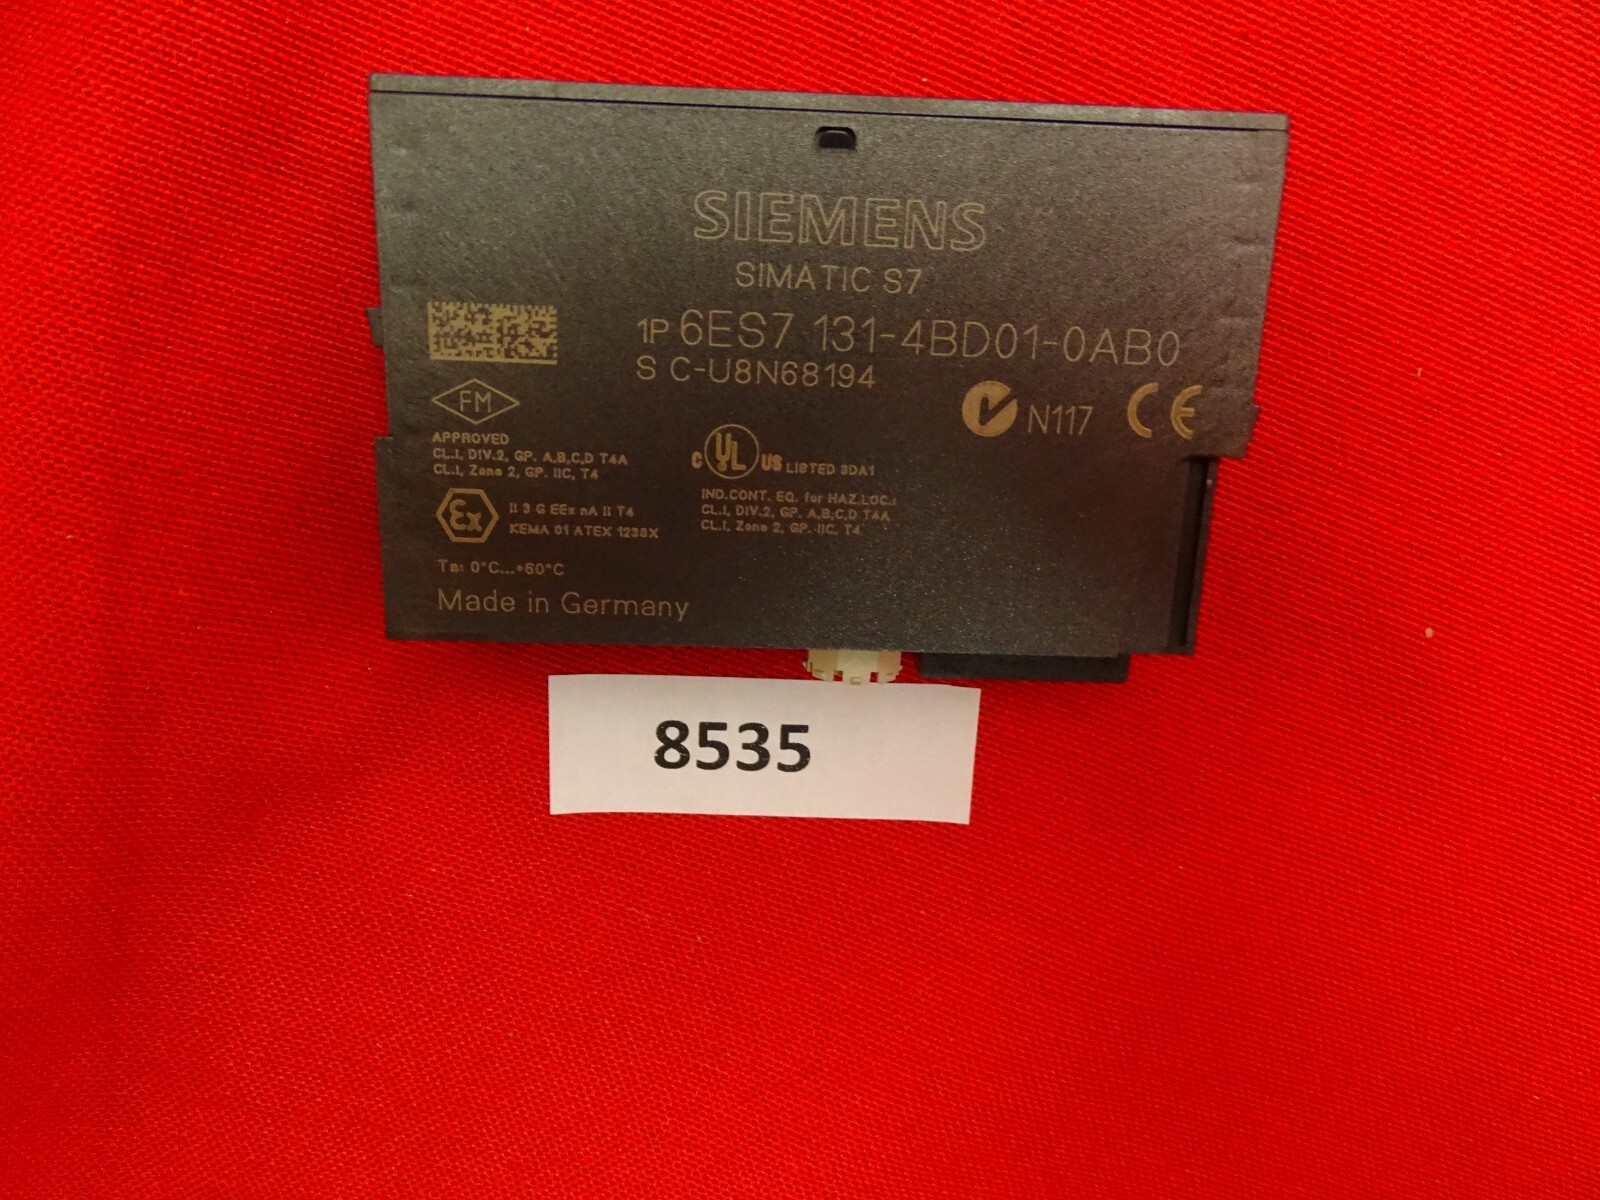 SIEMENS
SIMATIC S7
1P 6ES7 131-4BD01-0AB0
S C-U8N68194
N117 CE
FM
APPROVED
CL.I, DIV.2, GP. A,B,C,D T4A
CL.I, Zone 2, GP. IIC, T4
C UL US LISTED 3DA1
IND.CONT. EQ. for HAZ.LOC.:
CL.I, DIV.2, GP. A,B,C,D T4A
CL.I, Zone 2, GP. IIC, T4
Ex II 3 G EEx nA II T4
KEMA 01 ATEX 1238X
Ta: 0°C...+60°C
Made in Germany
8535